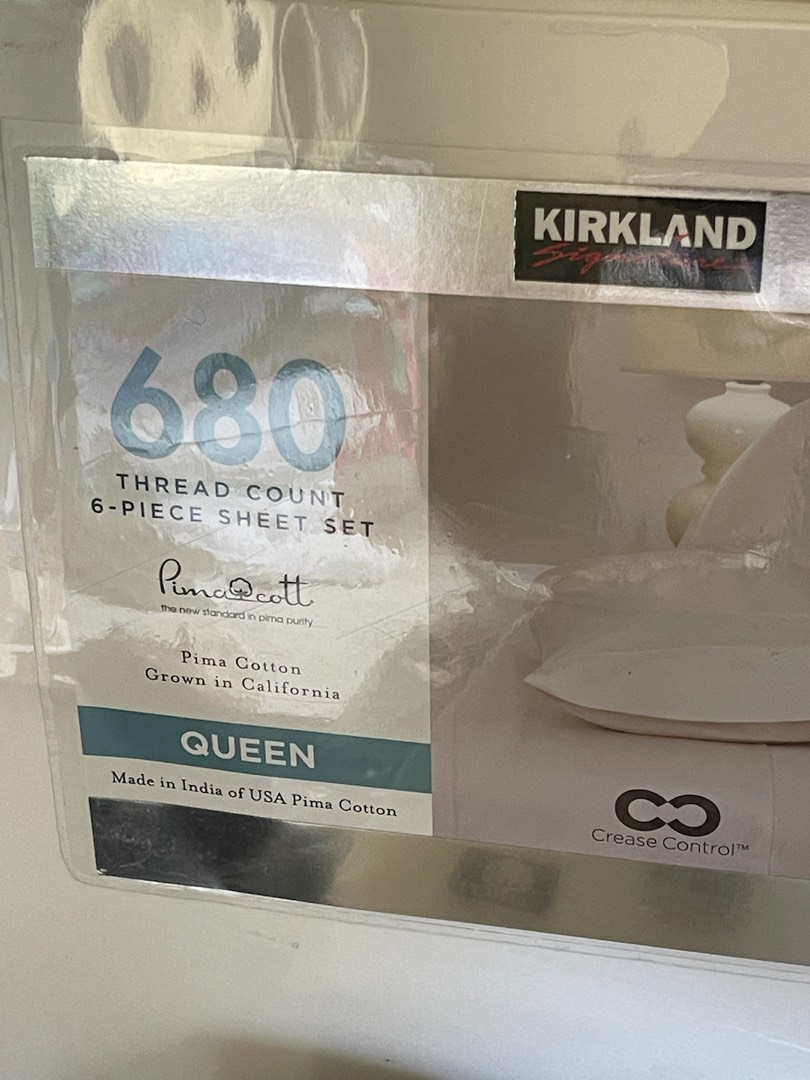 KIRKLAND
Signature
680
THREAD COUNT
6-PIECE SHEET SET
Pimacott
the new standard in pima purity
Pima Cotton
Grown in California
QUEEN
Made in India of USA Pima Cotton
Crease Control™